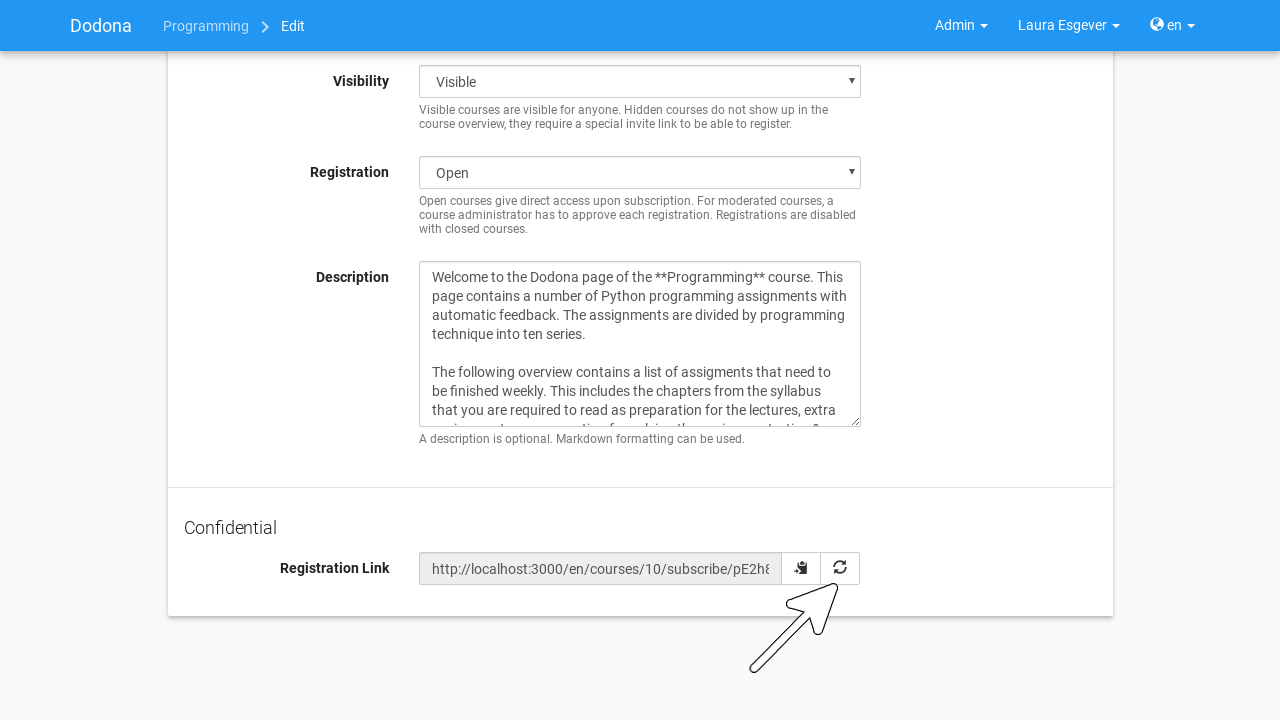 Dodona Programming Edit Admin Laura Esgever en
Visibility Visible
Visible courses are visible for anyone. Hidden courses do not show up in the
course overview, they require a special invite link to be able to register.
Registration Open
Open courses give direct access upon subscription. For moderated courses, a
course administrator has to approve each registration. Registrations are disabled
with closed courses.
Description
Welcome to the Dodona page of the **Programming** course. This
page contains a number of Python programming assignments with
automatic feedback. The assignments are divided by programming
technique into ten series.
The following overview contains a list of assigments that need to
be finished weekly. This includes the chapters from the syllabus
that you are required to read as preparation for the lectures, extra
A description is optional. Markdown formatting can be used.
Confidential
Registration Link http://localhost:3000/en/courses/10/subscribe/pE2h